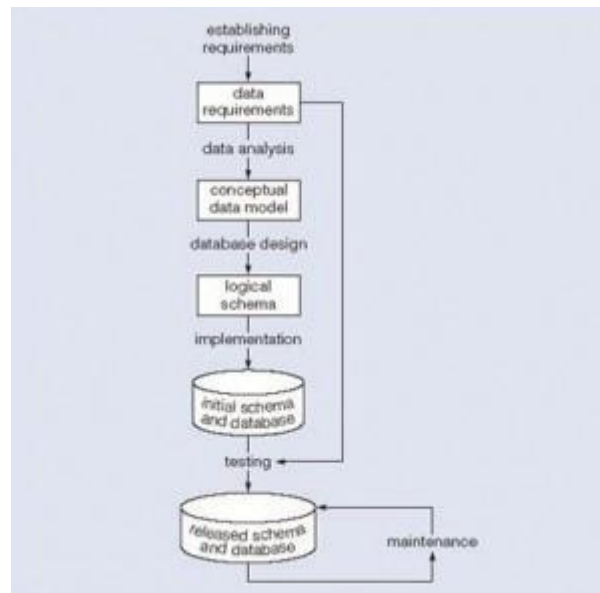 establishing
requirements
data
requirements
data analysis
conceptual
data model
database design
logical
schema
implementation
initial schema
and database
testing
released schema
and database
maintenance